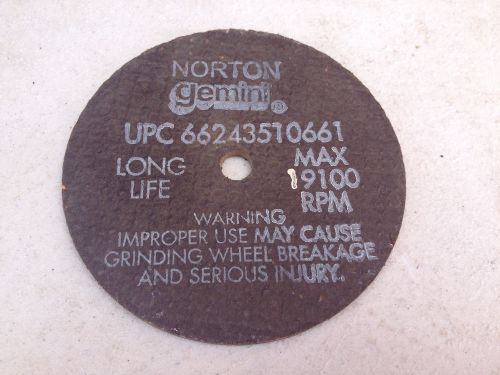 NORTON
gemini®
UPC 66243510661
LONG LIFE
MAX 9100 RPM
WARNING
IMPROPER USE MAY CAUSE
GRINDING WHEEL BREAKAGE
AND SERIOUS INJURY.